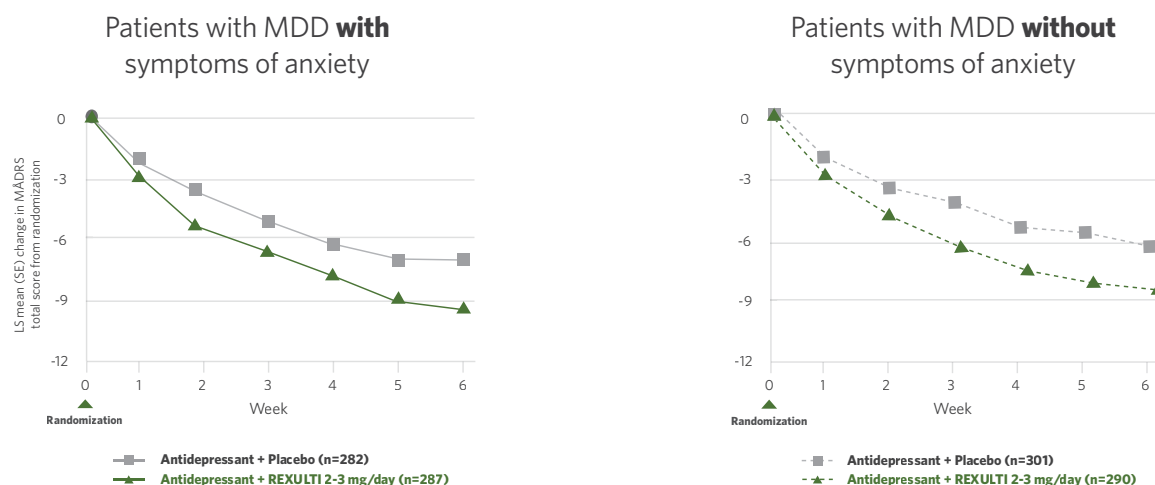 Patients with MDD with
symptoms of anxiety
LS mean (SE) change in MÅDRS
total score from randomization
0
-3
-6
-9
-12
0 1 2 3 4 5 6
Week
Randomization
Antidepressant + Placebo (n=282)
Antidepressant + REXULTI 2-3 mg/day (n=287)
Patients with MDD without
symptoms of anxiety
0
-3
-6
-9
-12
0 1 2 3 4 5 6
Week
Randomization
Antidepressant + Placebo (n=301)
Antidepressant + REXULTI 2-3 mg/day (n=290)